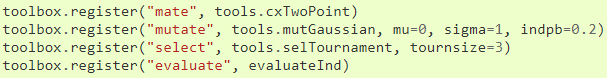 toolbox.register("mate", tools.cxTwoPoint)
toolbox.register("mutate", tools.mutGaussian, mu=0, sigma=1, indpb=0.2)
toolbox.register("select", tools.selTournament, tournsize=3)
toolbox.register("evaluate", evaluateInd)